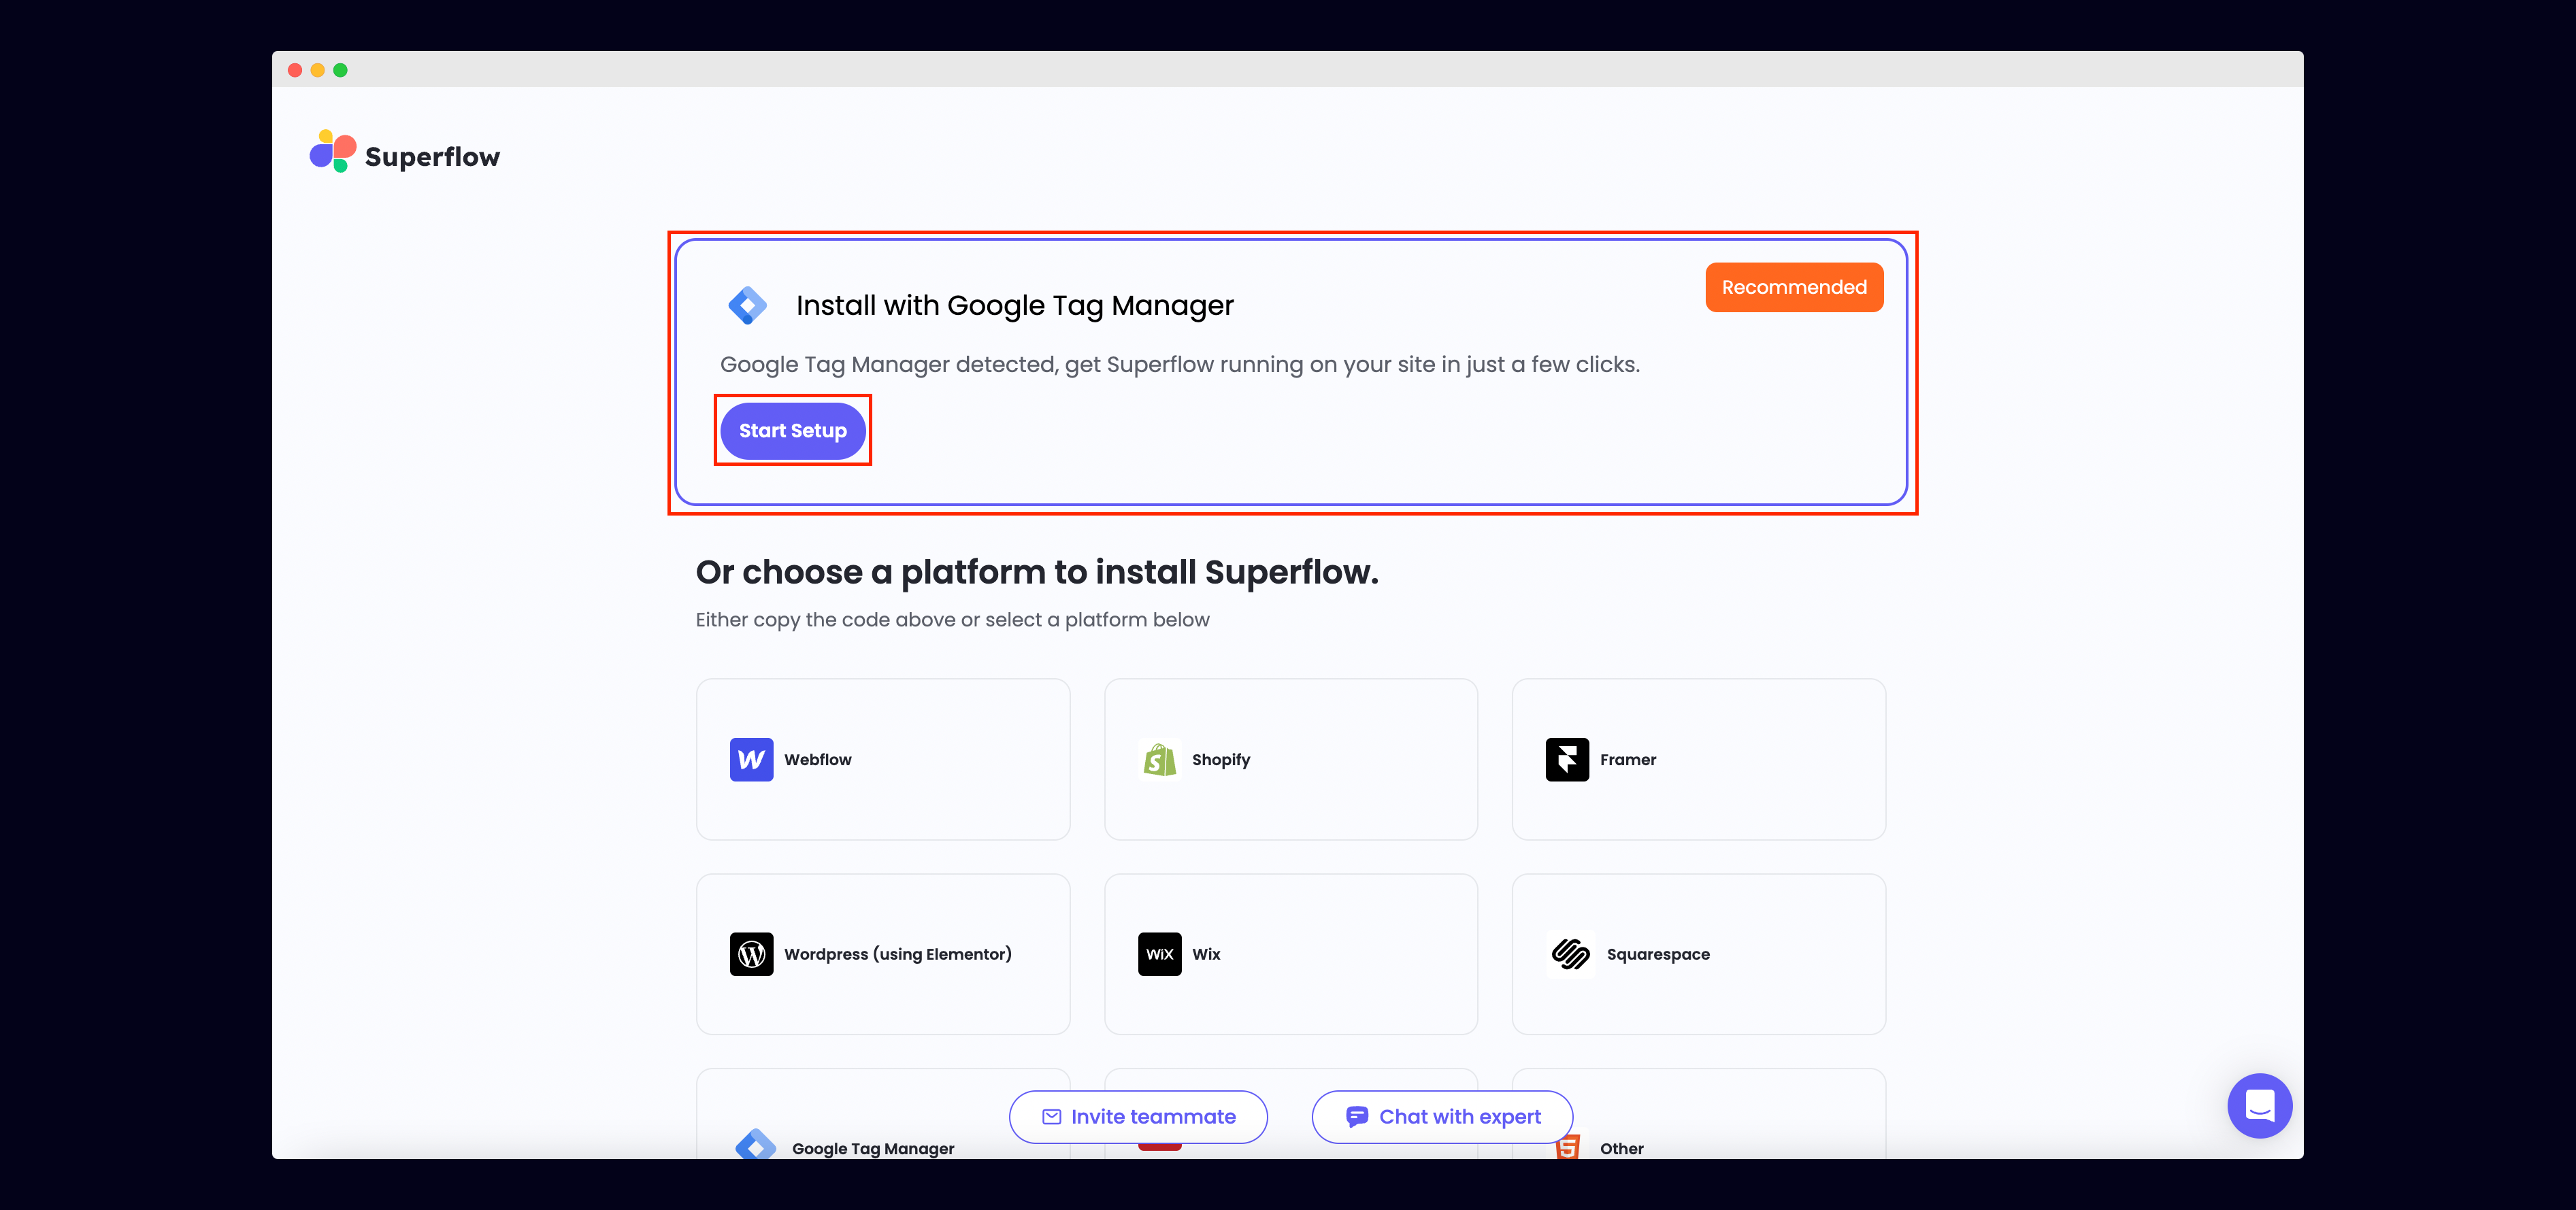 Superflow
Install with Google Tag Manager
Recommended
Google Tag Manager detected, get Superflow running on your site in just a few clicks.
Start Setup
Or choose a platform to install Superflow.
Either copy the code above or select a platform below
Webflow
Shopify
Framer
Wordpress (using Elementor)
WiX
Wix
Squarespace
Invite teammate
Chat with expert
Google Tag Manager
Other